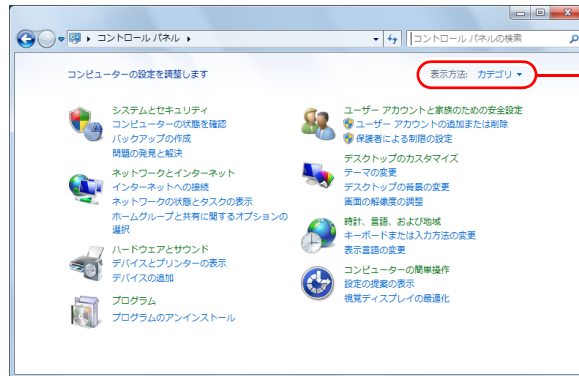 コントロール パネル
コントロール パネルの検索
コンピューターの設定を調整します
表示方法: カテゴリ
システムとセキュリティ
コンピューターの状態を確認
バックアップの作成
問題の発見と解決
ネットワークとインターネット
インターネットへの接続
ネットワークの状態とタスクの表示
ホームグループと共有に関するオプションの
選択
ハードウェアとサウンド
デバイスとプリンターの表示
デバイスの追加
プログラム
プログラムのアンインストール
ユーザー アカウントと家族のための安全設定
ユーザー アカウントの追加または削除
保護者による制限の設定
デスクトップのカスタマイズ
テーマの変更
デスクトップの背景の変更
画面の解像度の調整
時計、言語、および地域
キーボードまたは入力方法の変更
表示言語の変更
コンピューターの簡単操作
設定の提案の表示
視覚ディスプレイの最適化